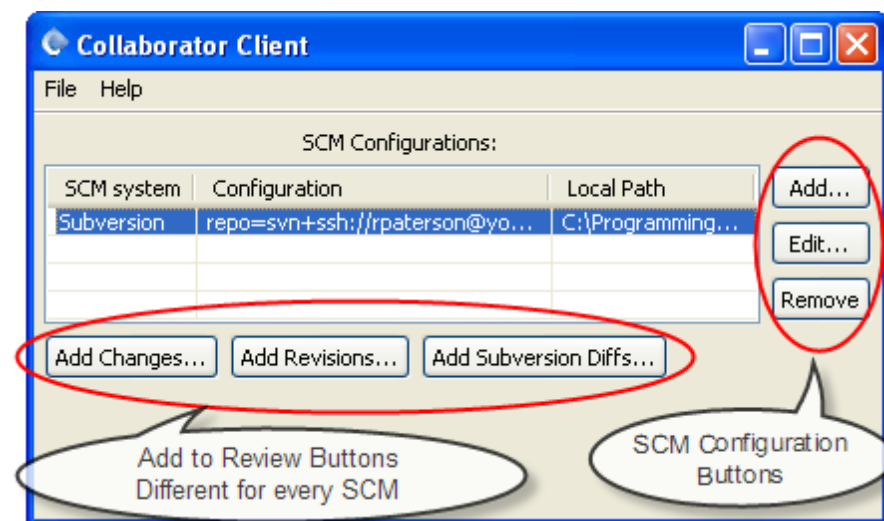 Collaborator Client
File Help
SCM Configurations:
SCM system Configuration Local Path
Subversion repo=svn+ssh://rpaterson@yo... C:\Programming...
Add...
Edit...
Remove
Add Changes... Add Revisions... Add Subversion Diffs...
Add to Review Buttons
Different for every SCM
SCM Configuration
Buttons